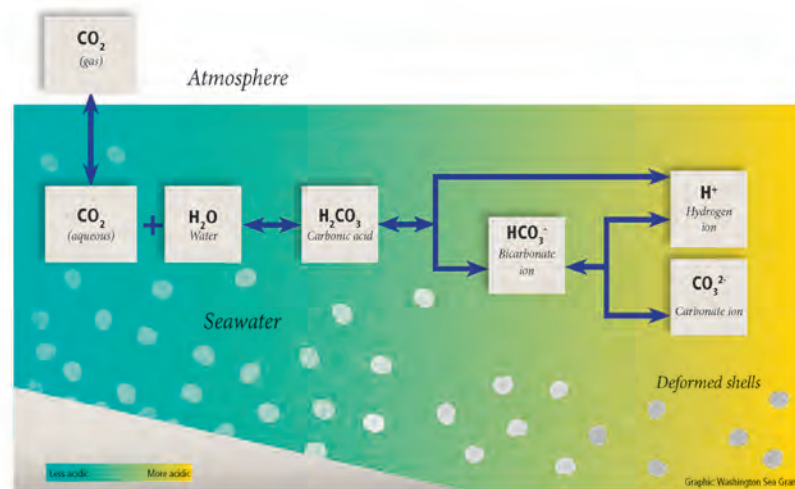 CO₂
(gas)
Atmosphere
CO₂
(aqueous)
+
H₂O
Water
H₂CO₃
Carbonic acid
HCO₃⁻
Bicarbonate
ion
H⁺
Hydrogen
ion
CO₃²⁻
Carbonate ion
Seawater
Deformed shells
Less acidic
More acidic
Graphic: Washington Sea Gran